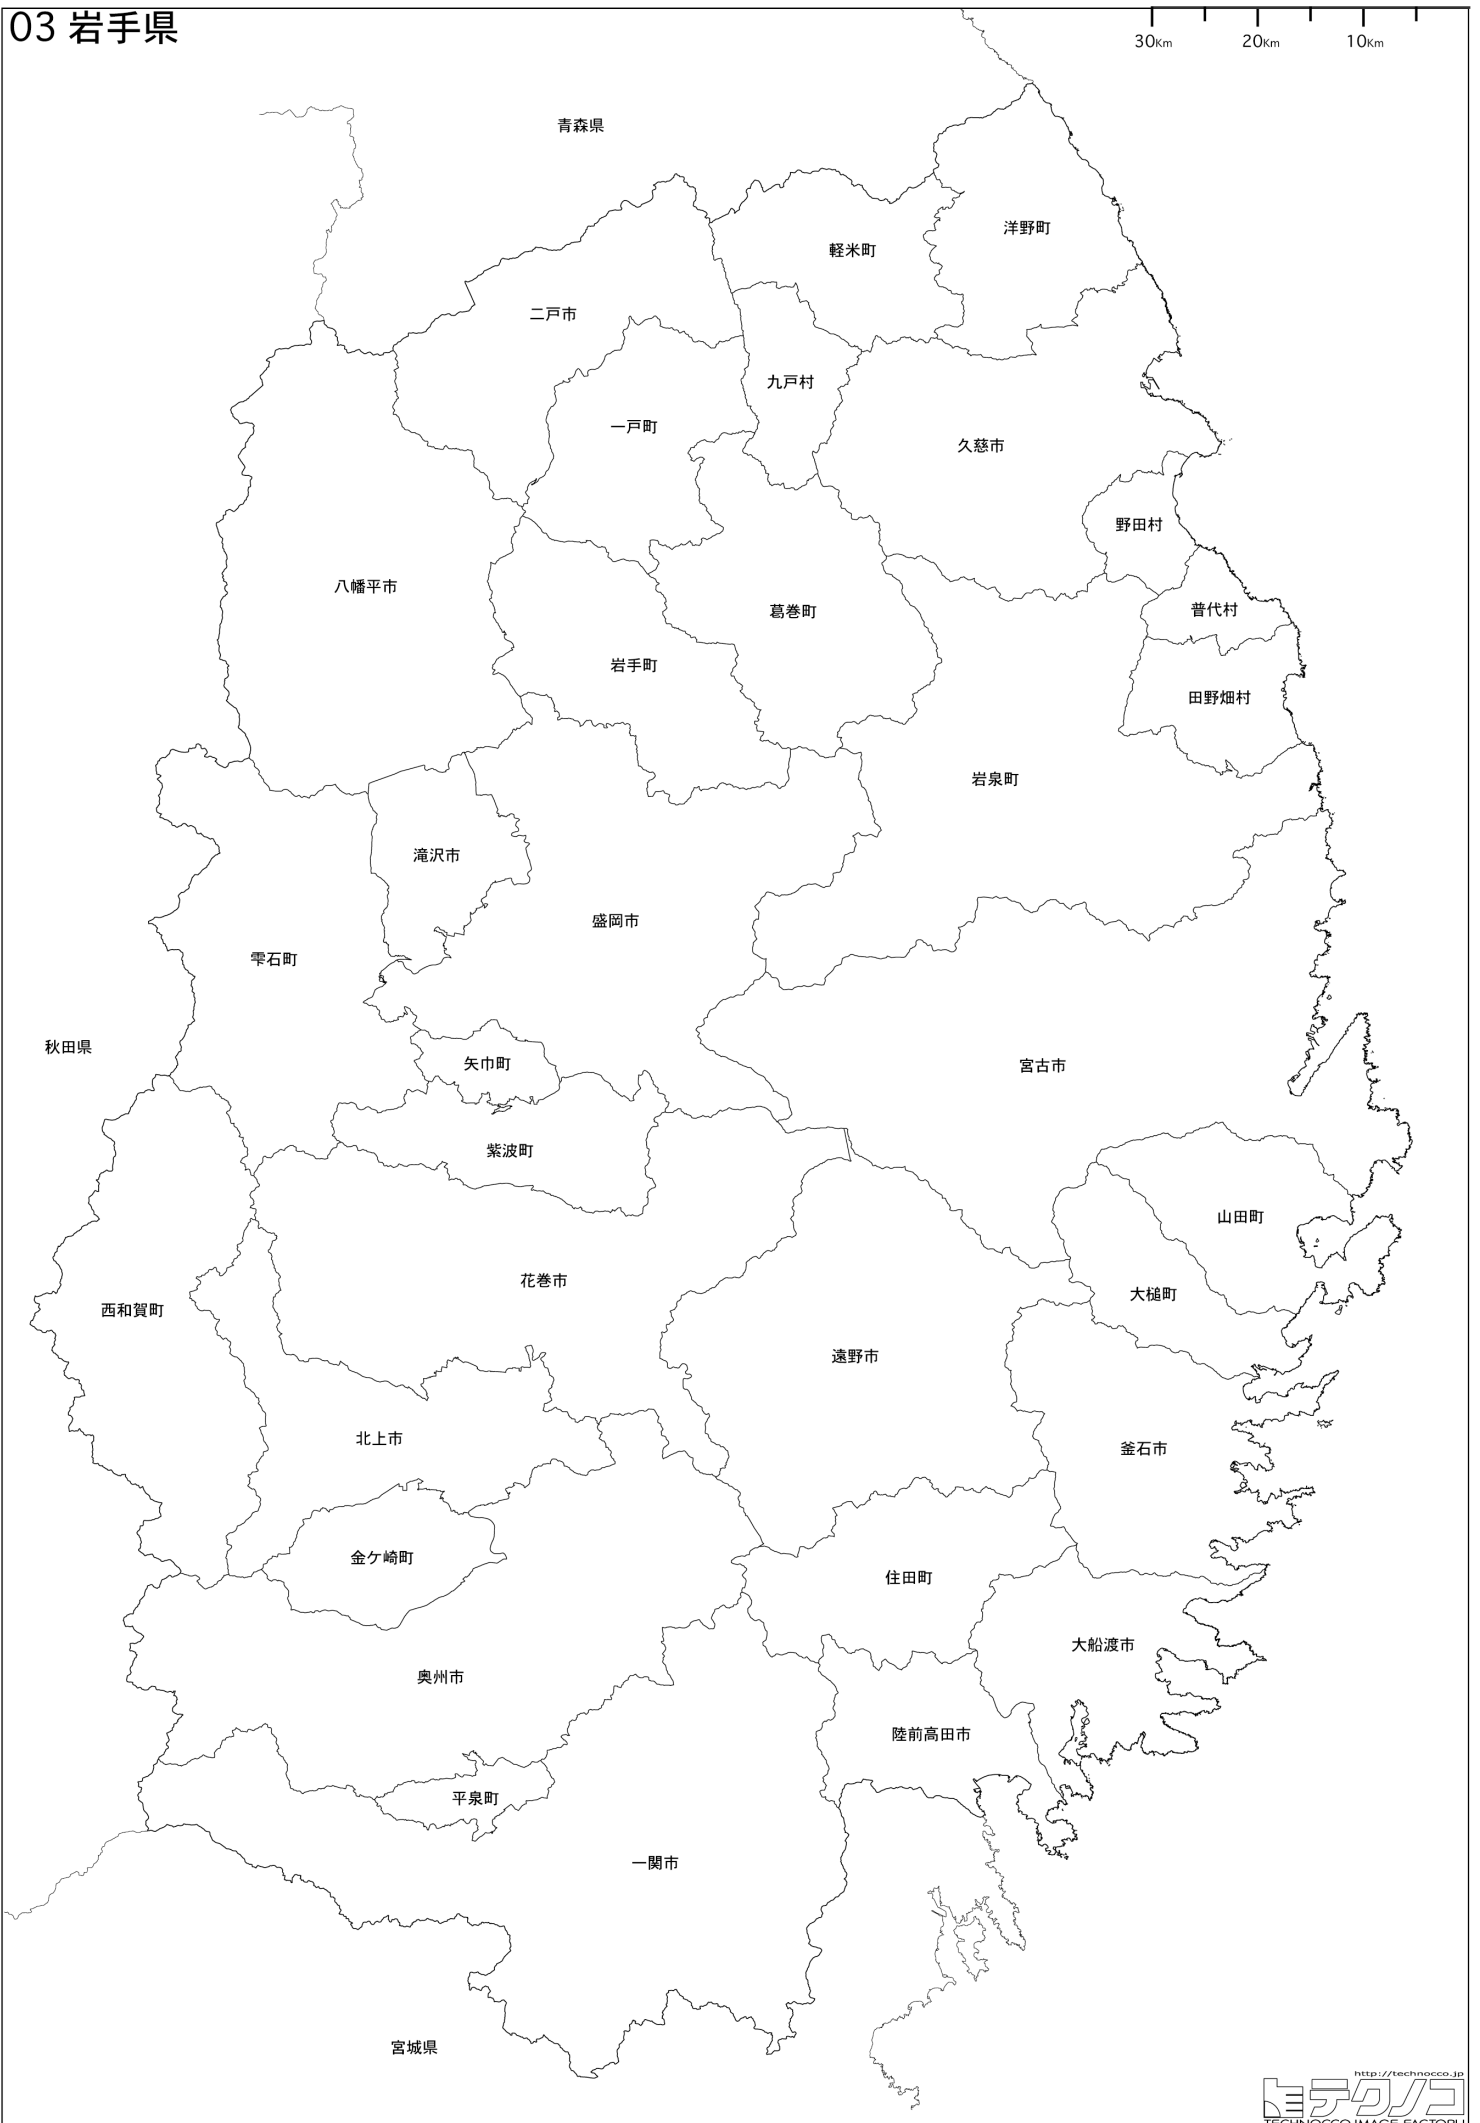 03 岩手県
30Km 20Km 10Km
青森県
洋野町
軽米町
二戸市
九戸村
一戸町
久慈市
野田村
八幡平市
普代村
葛巻町
岩手町
田野畑村
岩泉町
滝沢市
盛岡市
雫石町
秋田県
矢巾町
宮古市
紫波町
山田町
花巻市
大槌町
西和賀町
遠野市
北上市
釜石市
金ケ崎町
住田町
大船渡市
奥州市
陸前高田市
平泉町
一関市
宮城県
http://technocco.jp
テクノコ
TECHNOCCO IMAGE FACTORY